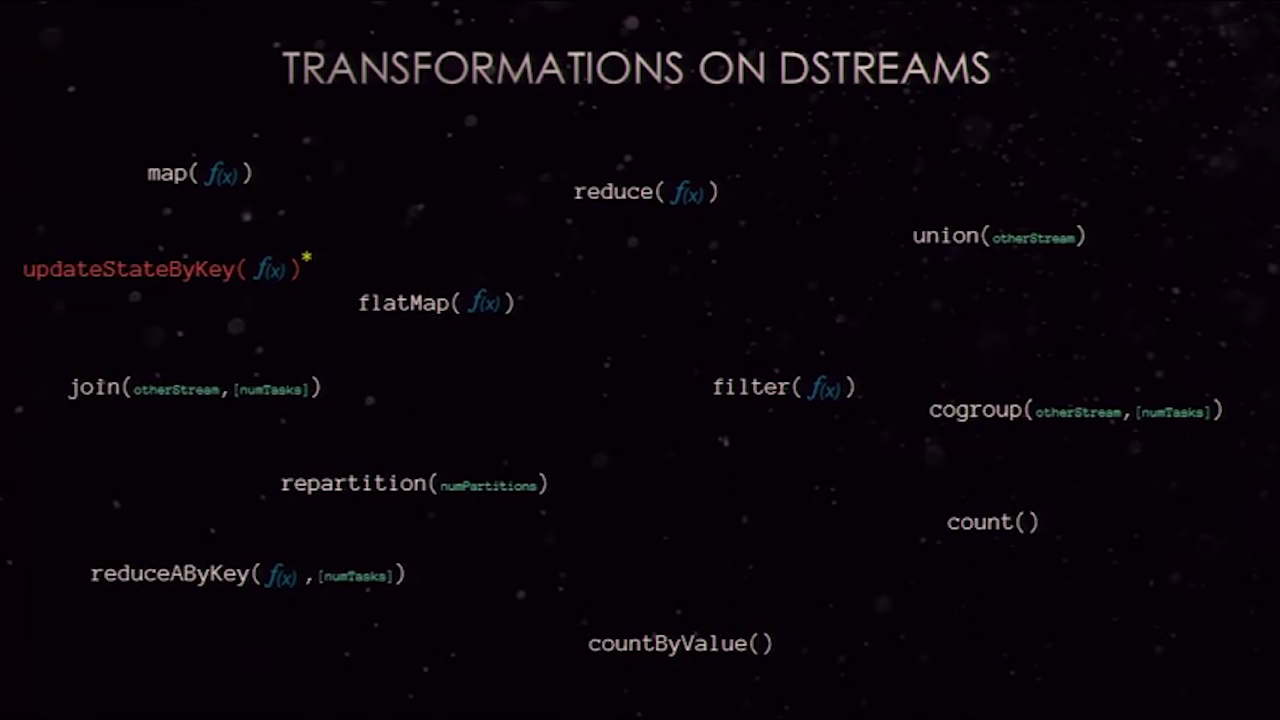 TRANSFORMATIONS ON DSTREAMS
map( f(x) )
reduce( f(x) )
union(otherStream)
updateStateByKey( f(x) )*
flatMap( f(x) )
join(otherStream,[numTasks])
filter( f(x) )
cogroup(otherStream,[numTasks])
repartition(numPartitions)
count()
reduceAByKey( f(x) ,[numTasks])
countByValue()